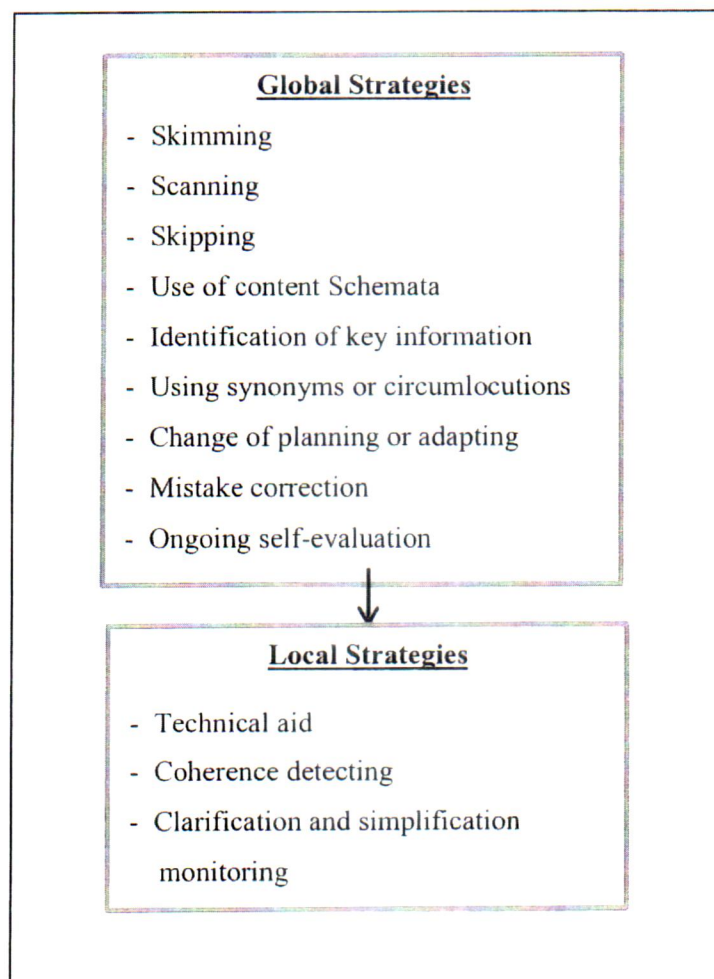 Global Strategies
- Skimming
- Scanning
- Skipping
- Use of content Schemata
- Identification of key information
- Using synonyms or circumlocutions
- Change of planning or adapting
- Mistake correction
- Ongoing self-evaluation
Local Strategies
- Technical aid
- Coherence detecting
- Clarification and simplification
monitoring